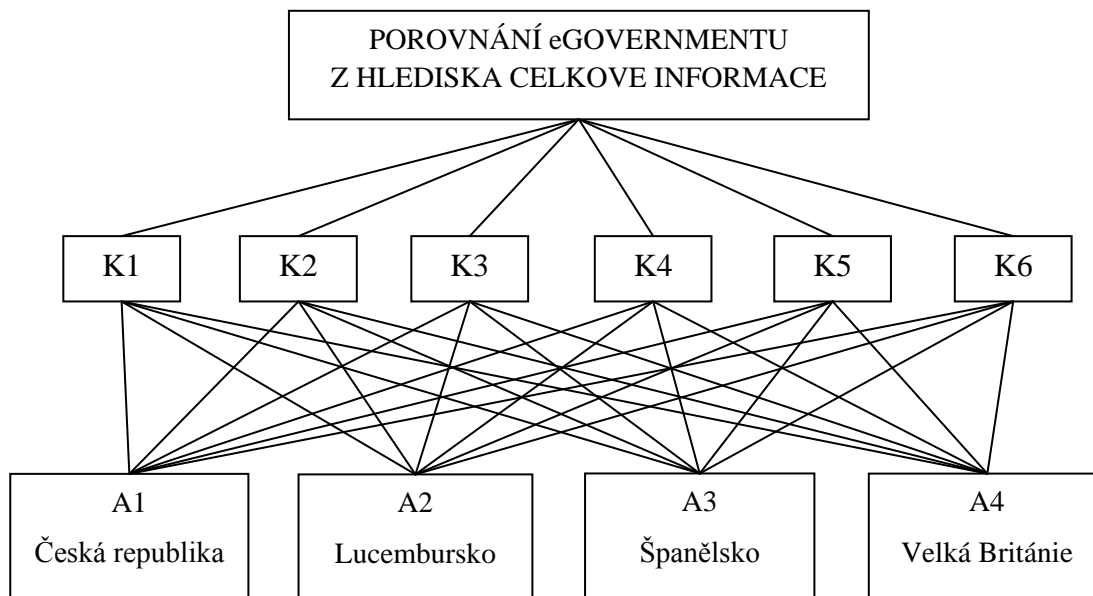 POROVNÁNÍ eGOVERNMENTU
Z HLEDISKA CELKOVE INFORMACE
K1
K2
K3
K4
K5
K6
A1
Česká republika
A2
Lucembursko
A3
Španělsko
A4
Velká Británie